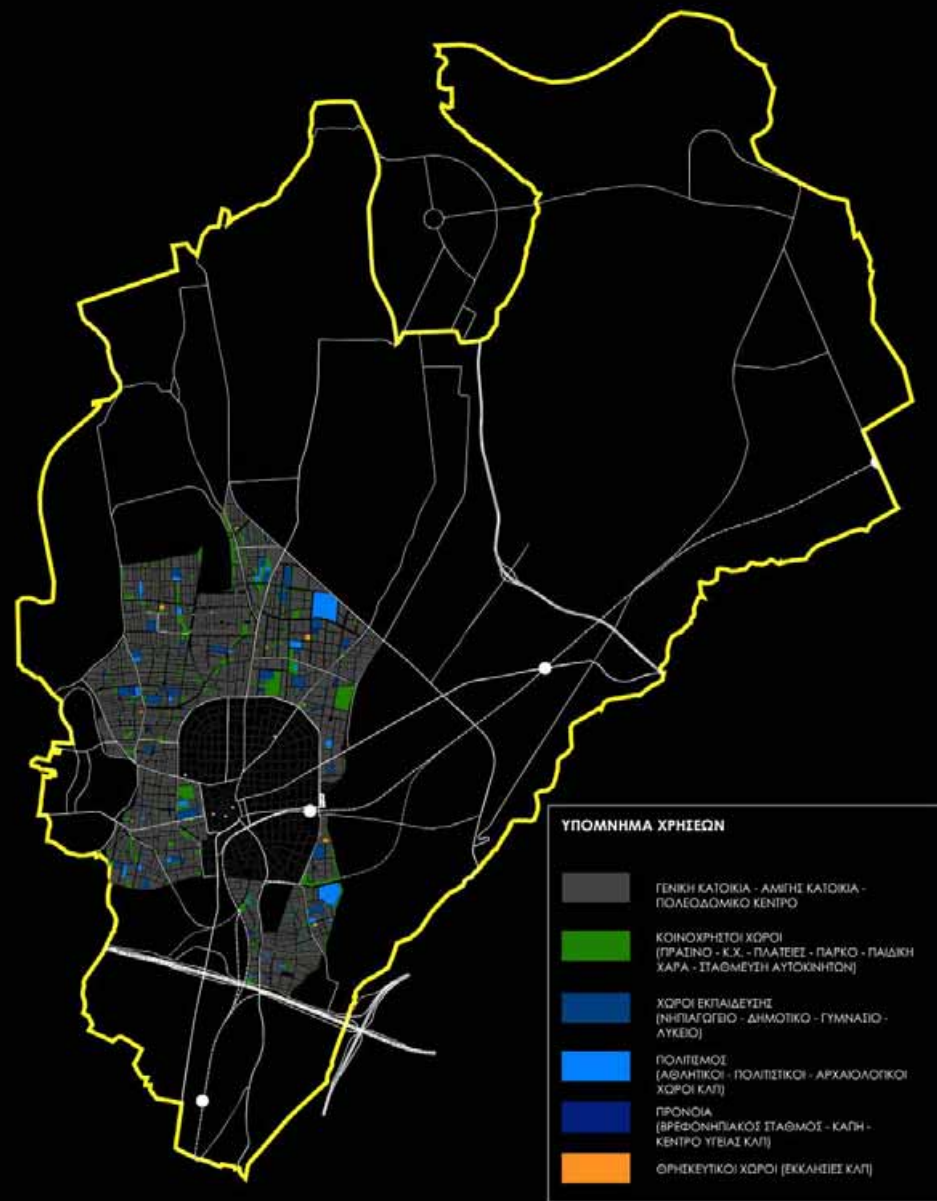 ΥΠΟΜΝΗΜΑ ΧΡΗΣΕΩΝ
ΓΕΝΙΚΗ ΚΑΤΟΙΚΙΑ - ΑΜΙΓΗΣ ΚΑΤΟΙΚΙΑ -
ΠΟΛΕΟΔΟΜΙΚΟ ΚΕΝΤΡΟ
ΚΟΙΝΟΧΡΗΣΤΟΙ ΧΩΡΟΙ
(ΠΡΑΣΙΝΟ - Κ.Χ. - ΠΛΑΤΕΙΕΣ - ΠΑΡΚΟ - ΠΑΙΔΙΚΗ
ΧΑΡΑ - ΣΤΑΘΜΕΥΣΗ ΑΥΤΟΚΙΝΗΤΩΝ)
ΧΩΡΟΙ ΕΚΠΑΙΔΕΥΣΗΣ
(ΝΗΠΙΑΓΩΓΕΙΟ - ΔΗΜΟΤΙΚΟ - ΓΥΜΝΑΣΙΟ -
ΛΥΚΕΙΟ)
ΠΟΛΙΤΙΣΜΟΣ
(ΑΘΛΗΤΙΚΟΙ - ΠΟΛΙΤΙΣΤΙΚΟΙ - ΑΡΧΑΙΟΛΟΓΙΚΟΙ
ΧΩΡΟΙ ΚΛΠ)
ΠΡΟΝΟΙΑ
(ΒΡΕΦΟΝΗΠΙΑΚΟΣ ΣΤΑΘΜΟΣ - ΚΑΠΗ -
ΚΕΝΤΡΟ ΥΓΕΙΑΣ ΚΛΠ)
ΘΡΗΣΚΕΥΤΙΚΟΙ ΧΩΡΟΙ (ΕΚΚΛΗΣΙΕΣ ΚΛΠ)